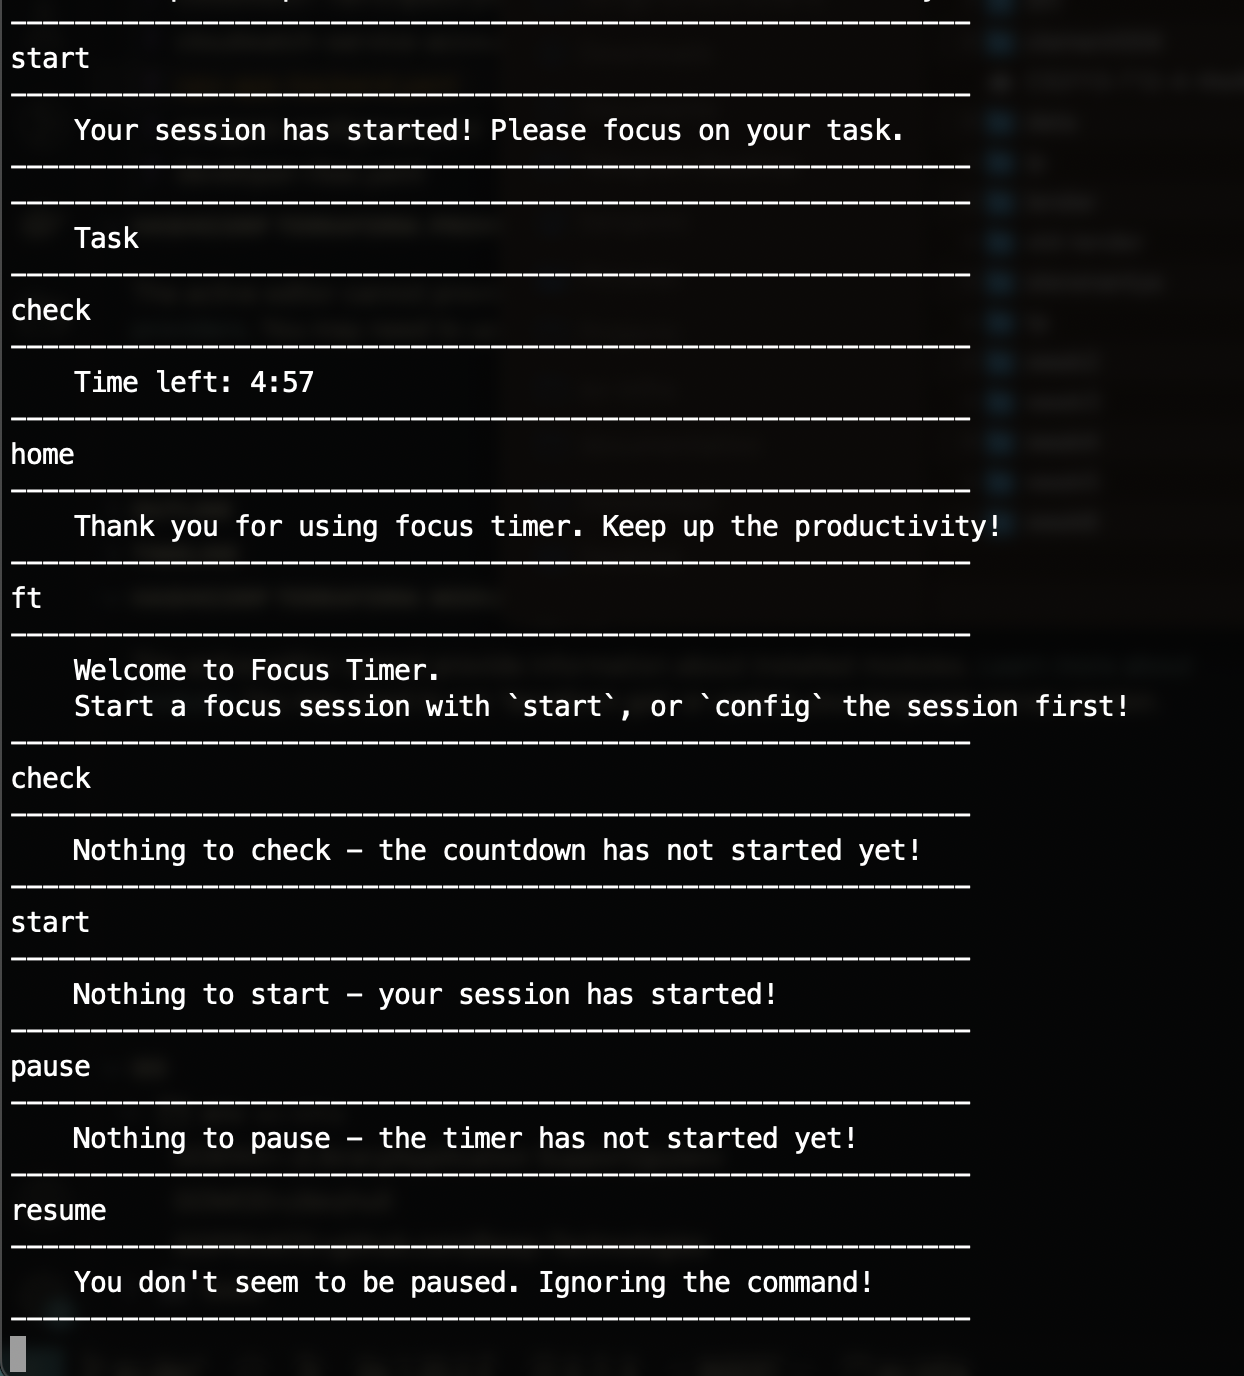 start
Your session has started! Please focus on your task.
Task
check
Time left: 4:57
home
Thank you for using focus timer. Keep up the productivity!
ft
Welcome to Focus Timer.
Start a focus session with `start`, or `config` the session first!
check
Nothing to check - the countdown has not started yet!
start
Nothing to start - your session has started!
pause
Nothing to pause - the timer has not started yet!
resume
You don't seem to be paused. Ignoring the command!